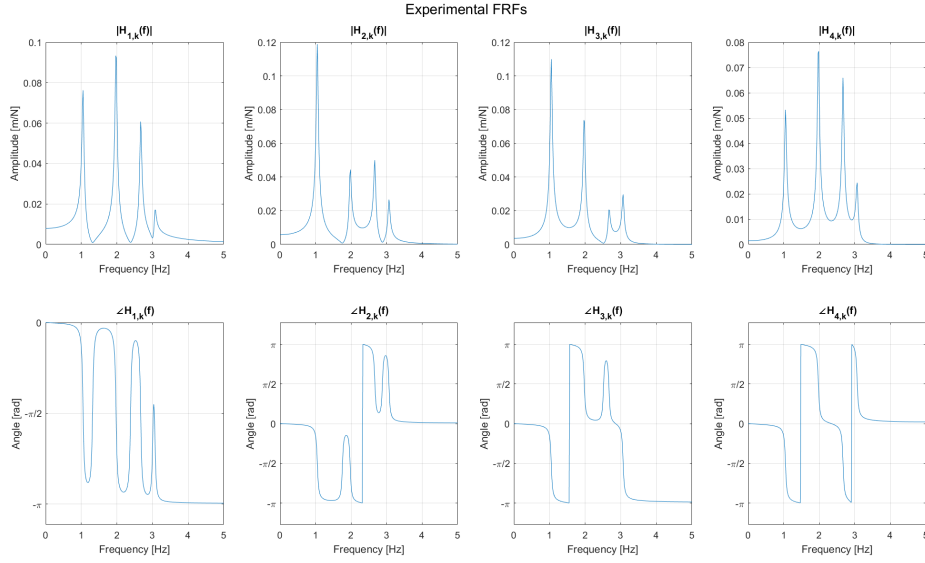 Experimental FRFs
|H1,k(f)|
0.1
0.08
0.06
0.04
0.02
0
Amplitude [m/N]
0 1 2 3 4 5
Frequency [Hz]
|H2,k(f)|
0.12
0.1
0.08
0.06
0.04
0.02
0
Amplitude [m/N]
0 1 2 3 4 5
Frequency [Hz]
|H3,k(f)|
0.12
0.1
0.08
0.06
0.04
0.02
0
Amplitude [m/N]
0 1 2 3 4 5
Frequency [Hz]
|H4,k(f)|
0.08
0.07
0.06
0.05
0.04
0.03
0.02
0.01
0
Amplitude [m/N]
0 1 2 3 4 5
Frequency [Hz]
∠H1,k(f)
0
-π/2
-π
Angle [rad]
0 1 2 3 4 5
Frequency [Hz]
∠H2,k(f)
π
π/2
0
-π/2
-π
Angle [rad]
0 1 2 3 4 5
Frequency [Hz]
∠H3,k(f)
π
π/2
0
-π/2
-π
Angle [rad]
0 1 2 3 4 5
Frequency [Hz]
∠H4,k(f)
π
π/2
0
-π/2
-π
Angle [rad]
0 1 2 3 4 5
Frequency [Hz]